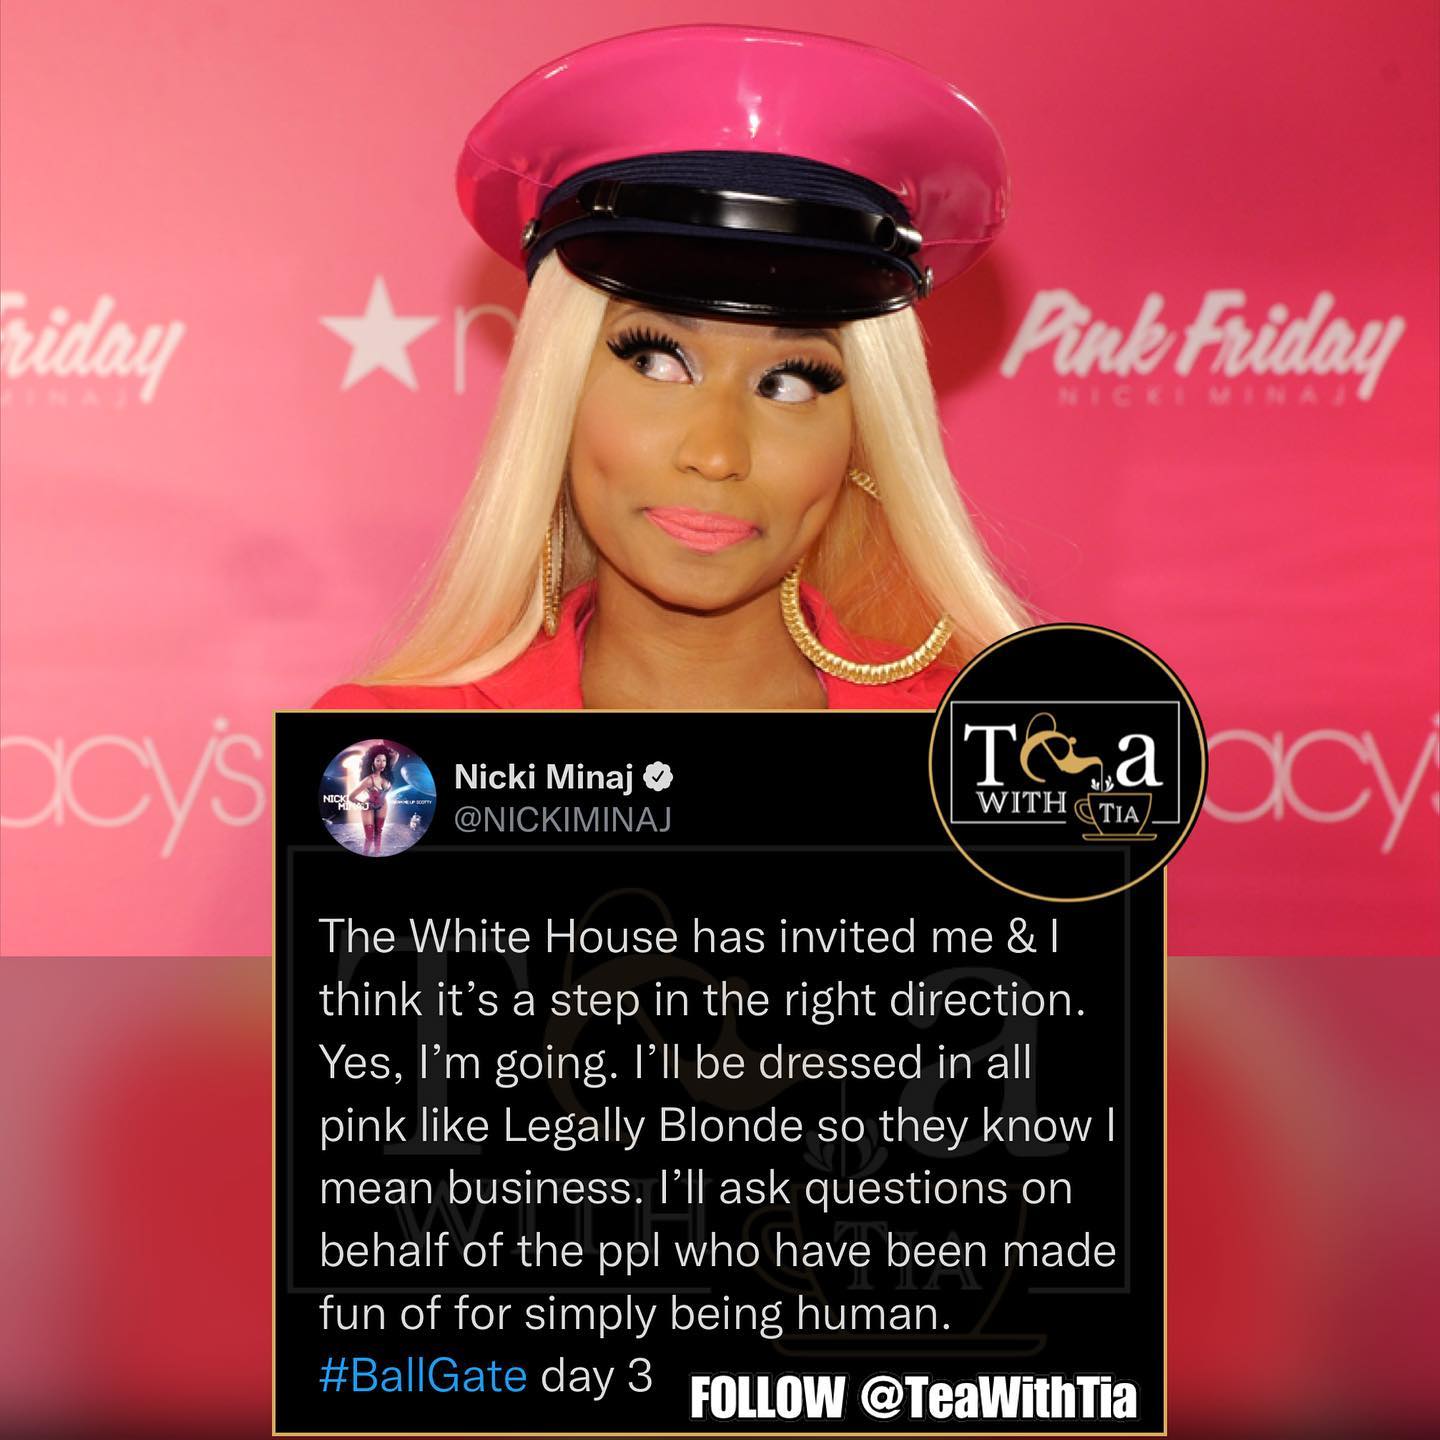 Friday
NICKI MINAJ
Pink Friday
NICKI MINAJ
acy's
acy
Tea
WITH
TIA
Nicki Minaj
@NICKIMINAJ
The White House has invited me & I
think it’s a step in the right direction.
Yes, I’m going. I’ll be dressed in all
pink like Legally Blonde so they know I
mean business. I’ll ask questions on
behalf of the ppl who have been made
fun of for simply being human.
#BallGate day 3
FOLLOW @TeaWithTia